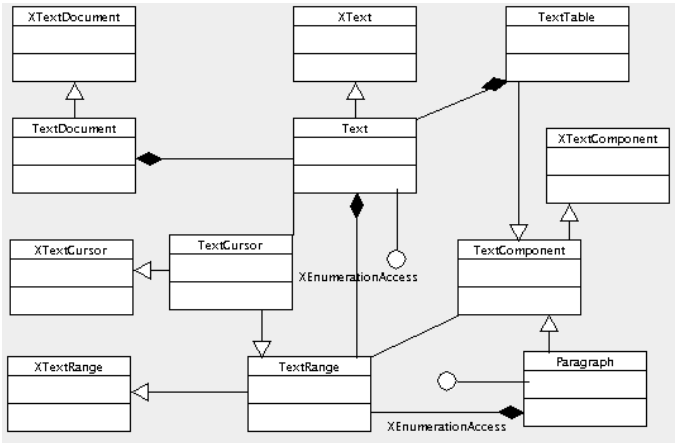 XTextDocument
XText
TextTable
TextDocument
Text
XTextComponent
XTextCursor
TextCursor
TextComponent
XEnumerationAccess
XTextRange
TextRange
Paragraph
XEnumerationAccess